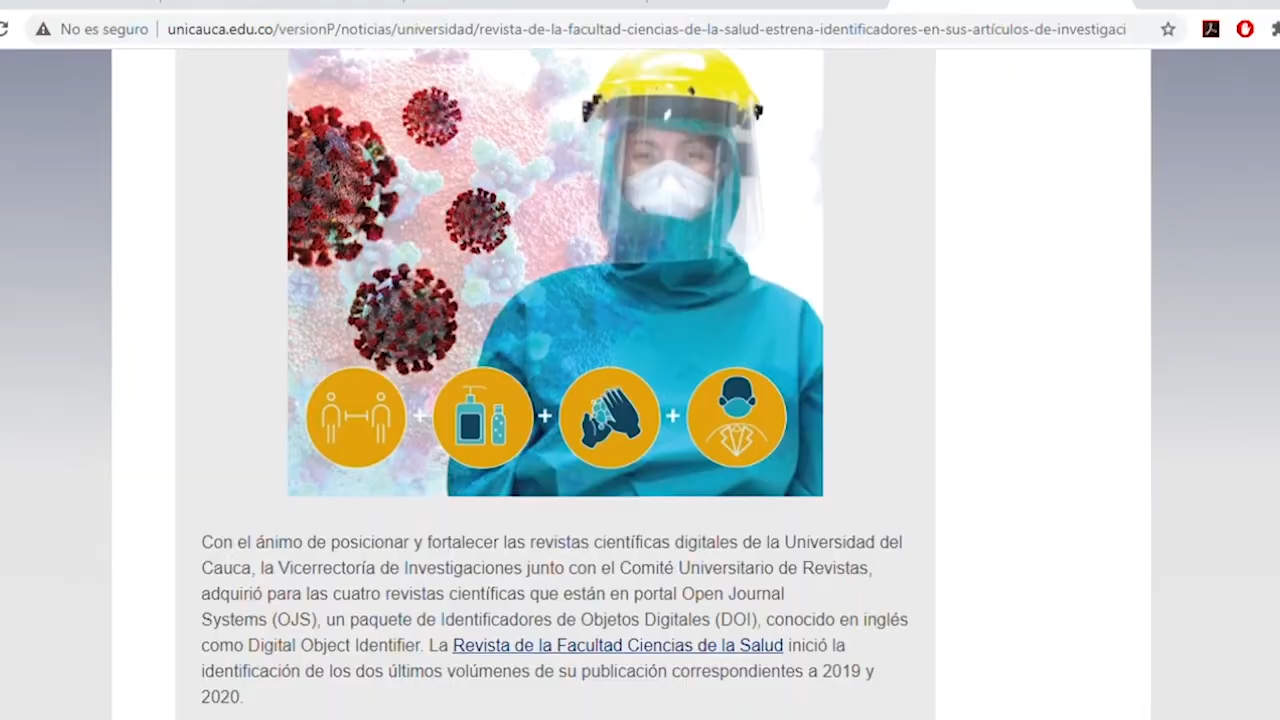 No es seguro
unicauca.edu.co/versionP/noticias/universidad/revista-de-la-facultad-ciencias-de-la-salud-estrena-identificadores-en-sus-artículos-de-investigaci
+ + +
Con el ánimo de posicionar y fortalecer las revistas científicas digitales de la Universidad del
Cauca, la Vicerrectoría de Investigaciones junto con el Comité Universitario de Revistas,
adquirió para las cuatro revistas científicas que están en portal Open Journal
Systems (OJS), un paquete de Identificadores de Objetos Digitales (DOI), conocido en inglés
como Digital Object Identifier. La Revista de la Facultad Ciencias de la Salud inició la
identificación de los dos últimos volúmenes de su publicación correspondientes a 2019 y
2020.